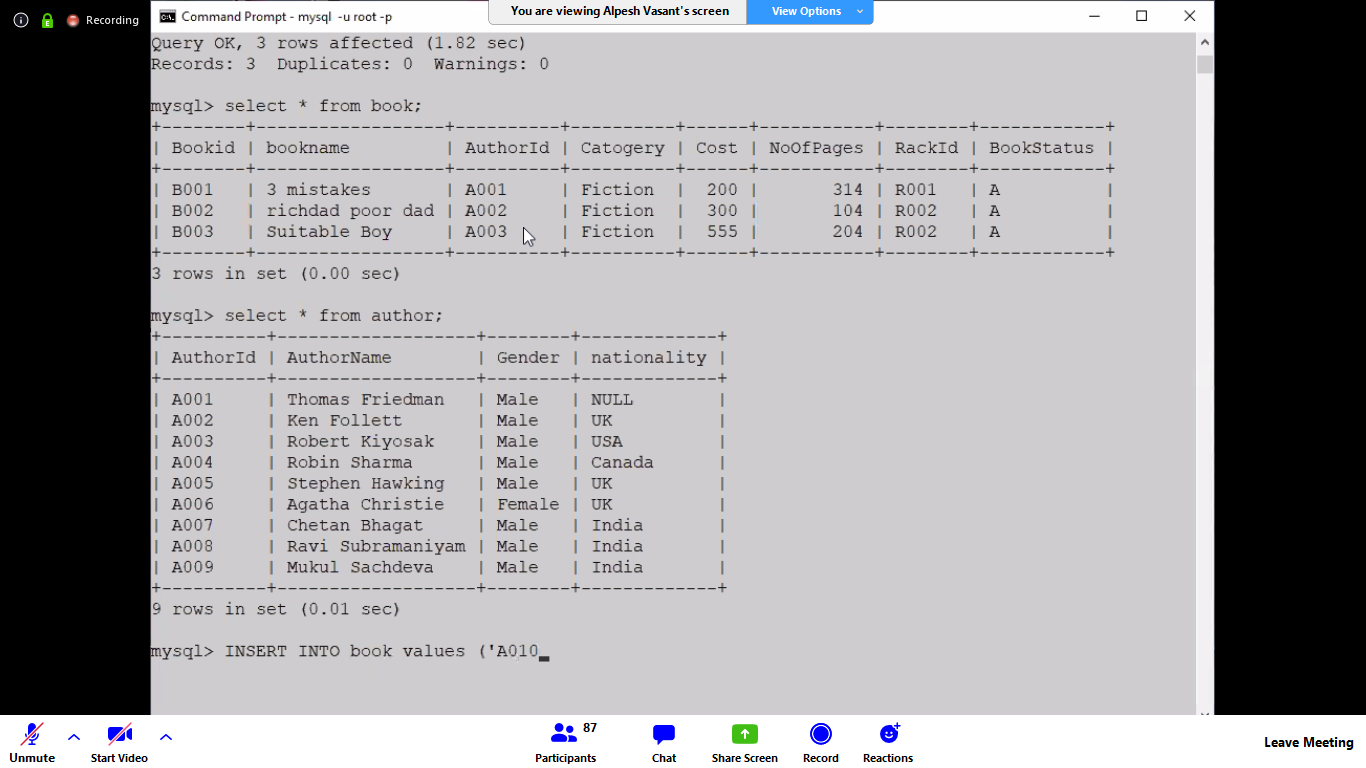 Recording
Command Prompt - mysql -u root -p
You are viewing Alpesh Vasant's screen
View Options
Query OK, 3 rows affected (1.82 sec)
Records: 3  Duplicates: 0  Warnings: 0
mysql> select * from book;
+--------+------------------+----------+----------+------+-----------+--------+------------+
| Bookid | bookname         | AuthorId | Catogery | Cost | NoOfPages | RackId | BookStatus |
+--------+------------------+----------+----------+------+-----------+--------+------------+
| B001   | 3 mistakes       | A001     | Fiction  |  200 |       314 | R001   | A          |
| B002   | richdad poor dad | A002     | Fiction  |  300 |       104 | R002   | A          |
| B003   | Suitable Boy     | A003     | Fiction  |  555 |       204 | R002   | A          |
+--------+------------------+----------+----------+------+-----------+--------+------------+
3 rows in set (0.00 sec)
mysql> select * from author;
+----------+-------------------+--------+-------------+
| AuthorId | AuthorName        | Gender | nationality |
+----------+-------------------+--------+-------------+
| A001     | Thomas Friedman   | Male   | NULL        |
| A002     | Ken Follett       | Male   | UK          |
| A003     | Robert Kiyosak    | Male   | USA         |
| A004     | Robin Sharma      | Male   | Canada      |
| A005     | Stephen Hawking   | Male   | UK          |
| A006     | Agatha Christie   | Female | UK          |
| A007     | Chetan Bhagat     | Male   | India       |
| A008     | Ravi Subramaniyam | Male   | India       |
| A009     | Mukul Sachdeva    | Male   | India       |
+----------+-------------------+--------+-------------+
9 rows in set (0.01 sec)
mysql> INSERT INTO book values ('A010_
87
Unmute
Start Video
Participants
Chat
Share Screen
Record
Reactions
Leave Meeting